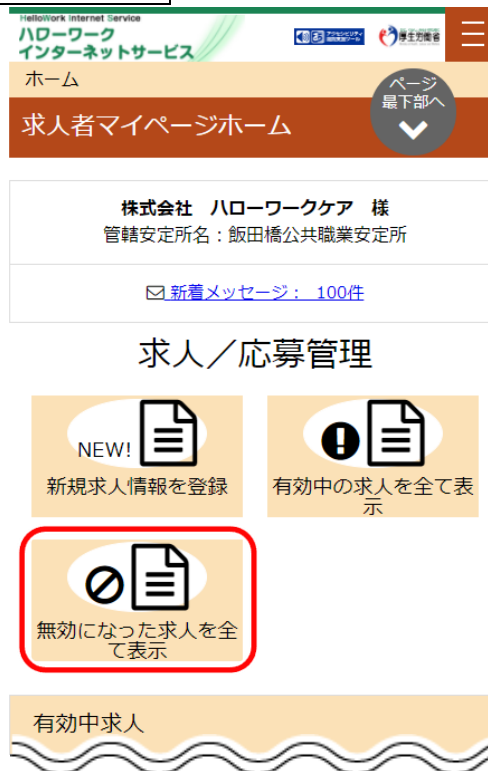 HelloWork Internet Service
ハローワーク
インターネットサービス
厚生労働省
ホーム
ページ
最下部へ
求人者マイページホーム
株式会社 ハローワークケア 様
管轄安定所名：飯田橋公共職業安定所
新着メッセージ： 100件
求人／応募管理
NEW!
新規求人情報を登録
有効中の求人を全て表
示
無効になった求人を全
て表示
有効中求人